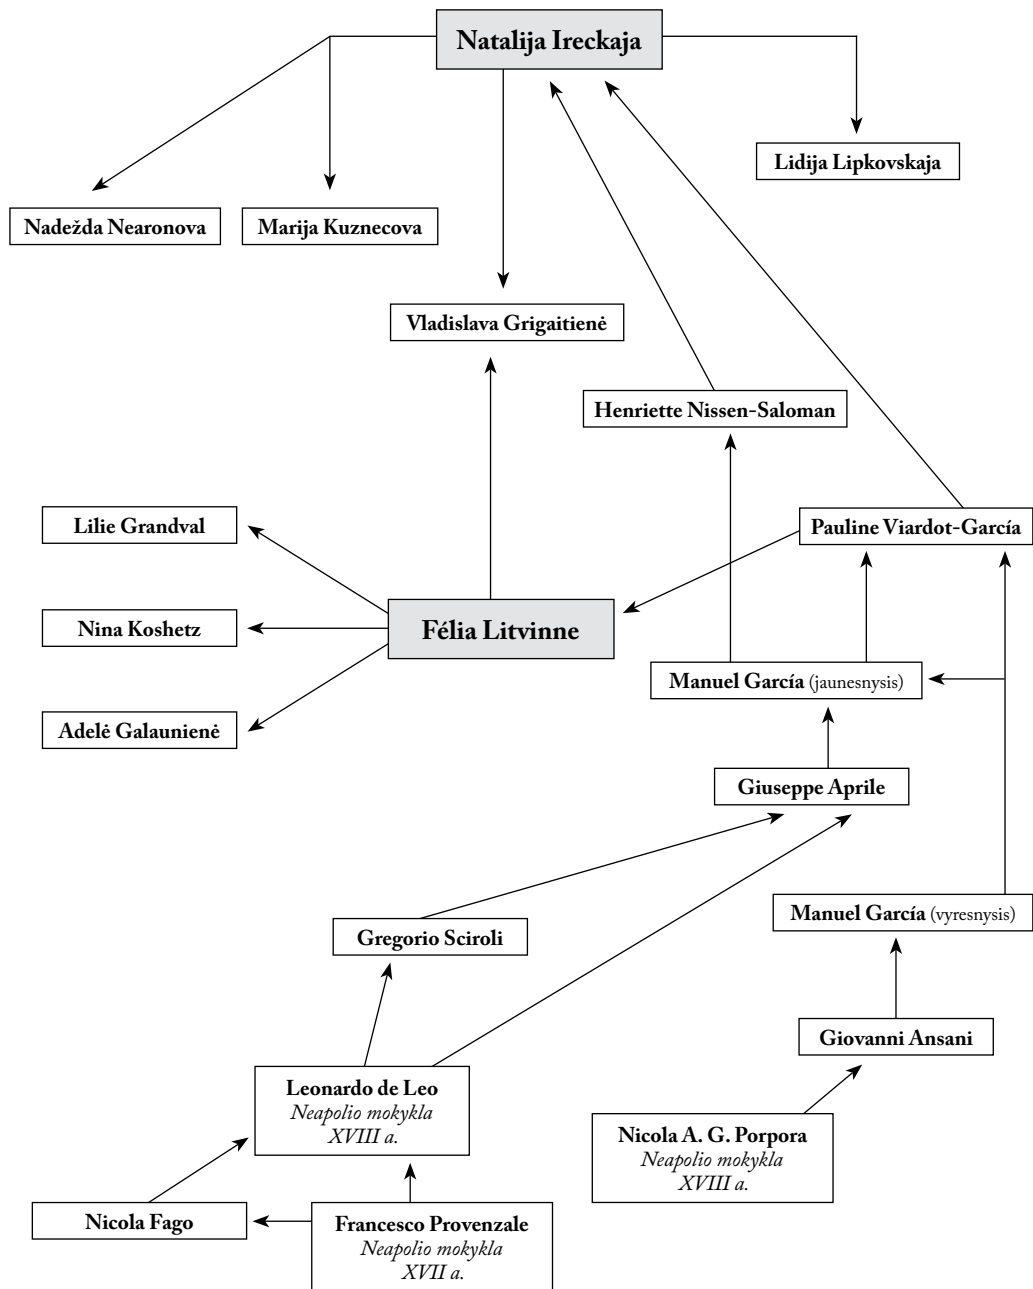 Natalija Ireckaja
Lidija Lipkovskaja
Nadežda Nearonova
Marija Kuznecova
Vladislava Grigaitienė
Henriette Nissen-Saloman
Lilie Grandval
Pauline Viardot-García
Nina Koshetz
Félia Litvinne
Manuel García (jaunesnysis)
Adelė Galaunienė
Giuseppe Aprile
Manuel García (vyresnysis)
Gregorio Sciroli
Giovanni Ansani
Leonardo de Leo
Neapolio mokykla
XVIII a.
Nicola A. G. Porpora
Neapolio mokykla
XVIII a.
Nicola Fago
Francesco Provenzale
Neapolio mokykla
XVII a.